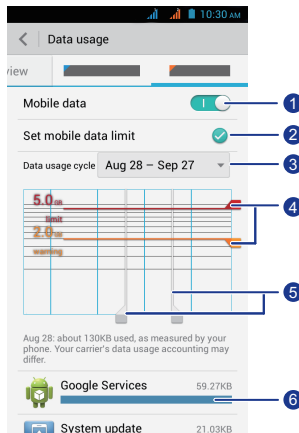 10:30 AM
Data usage
view
Mobile data
1
Set mobile data limit
2
Data usage cycle Aug 28 – Sep 27
3
5.0 GB
limit
4
2.0 GB
warning
5
Aug 28: about 130KB used, as measured by your
phone. Your carrier's data usage accounting may
differ.
Google Services 59.27KB
6
System update 21.03KB